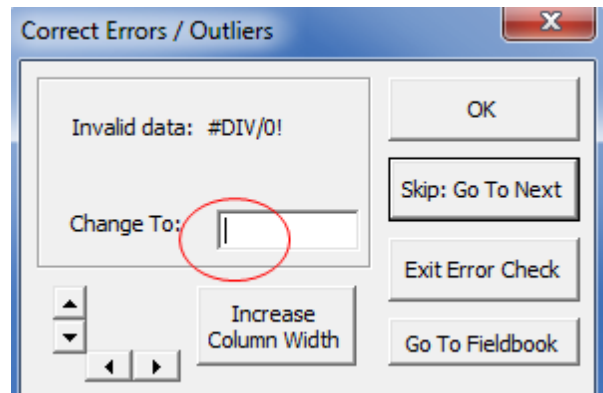 Correct Errors / Outliers
Invalid data: #DIV/0!
OK
Skip: Go To Next
Change To:
Exit Error Check
Increase
Column Width
Go To Fieldbook